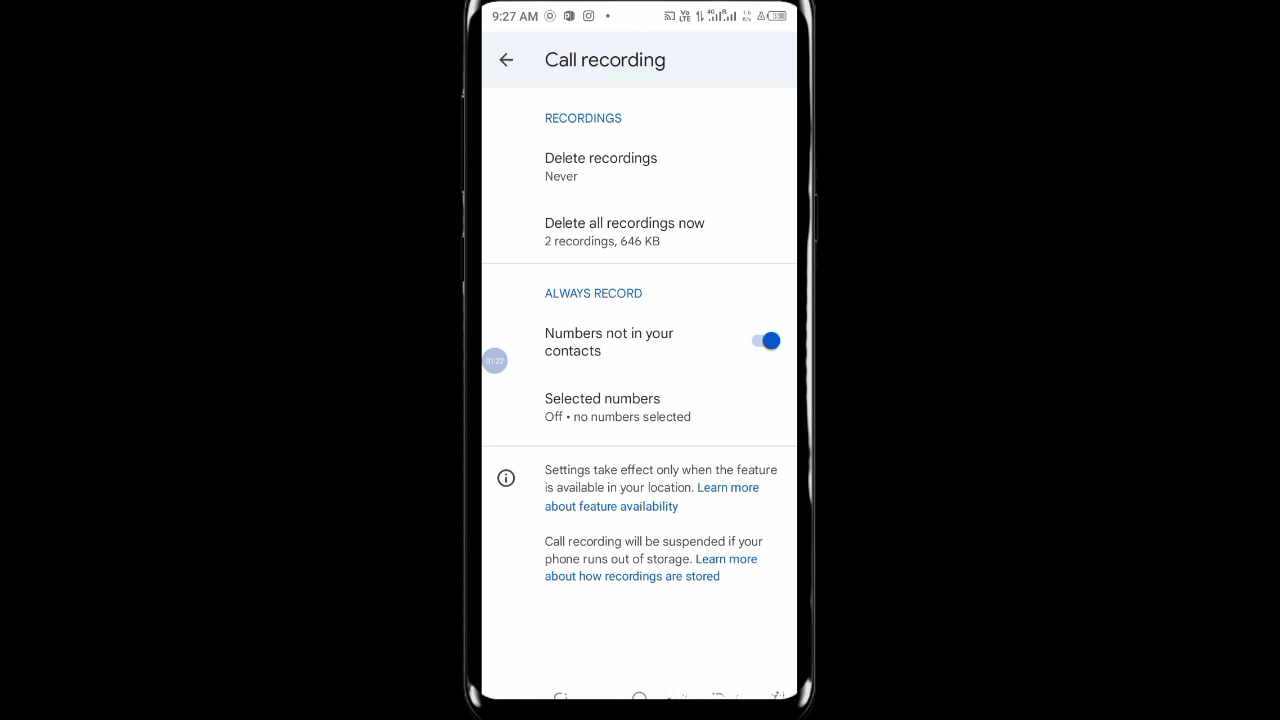 9:27 AM
Call recording
RECORDINGS
Delete recordings
Never
Delete all recordings now
2 recordings, 646 KB
ALWAYS RECORD
Numbers not in your
contacts
01:22
Selected numbers
Off • no numbers selected
Settings take effect only when the feature
is available in your location. Learn more
about feature availability
Call recording will be suspended if your
phone runs out of storage. Learn more
about how recordings are stored